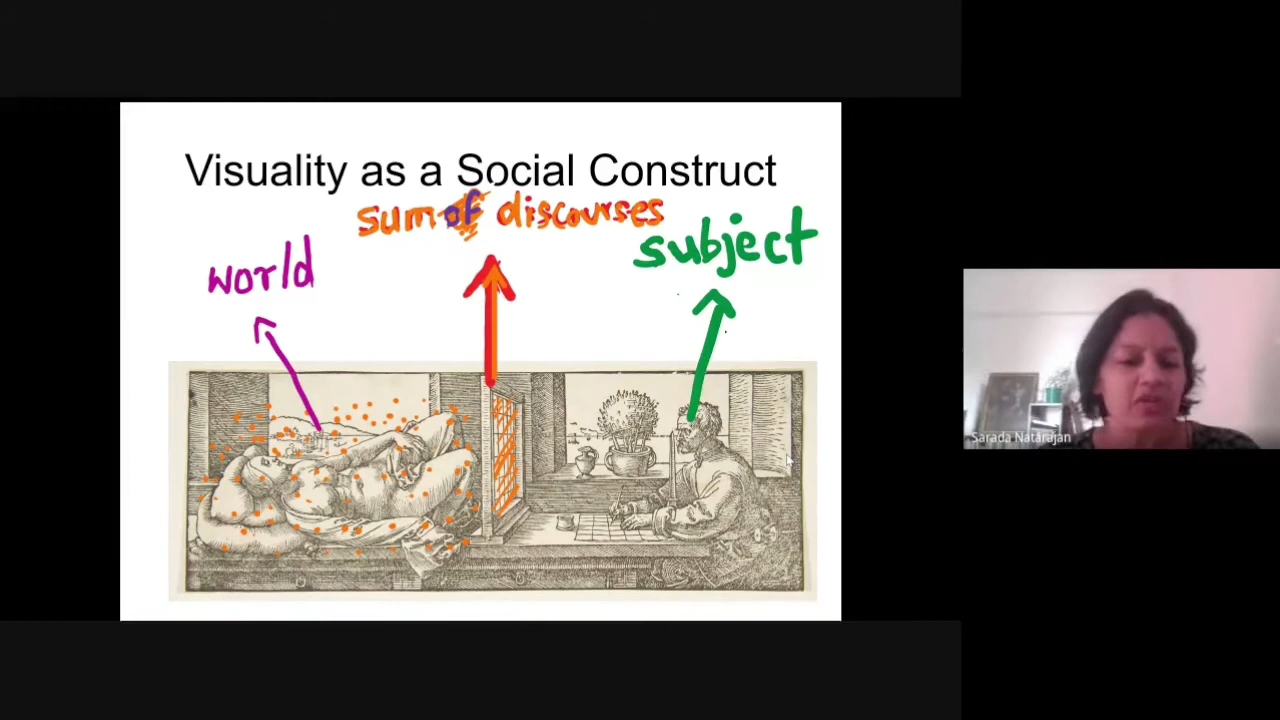 Visuality as a Social Construct
sum of discourses
subject
world
Sarada Natarajan